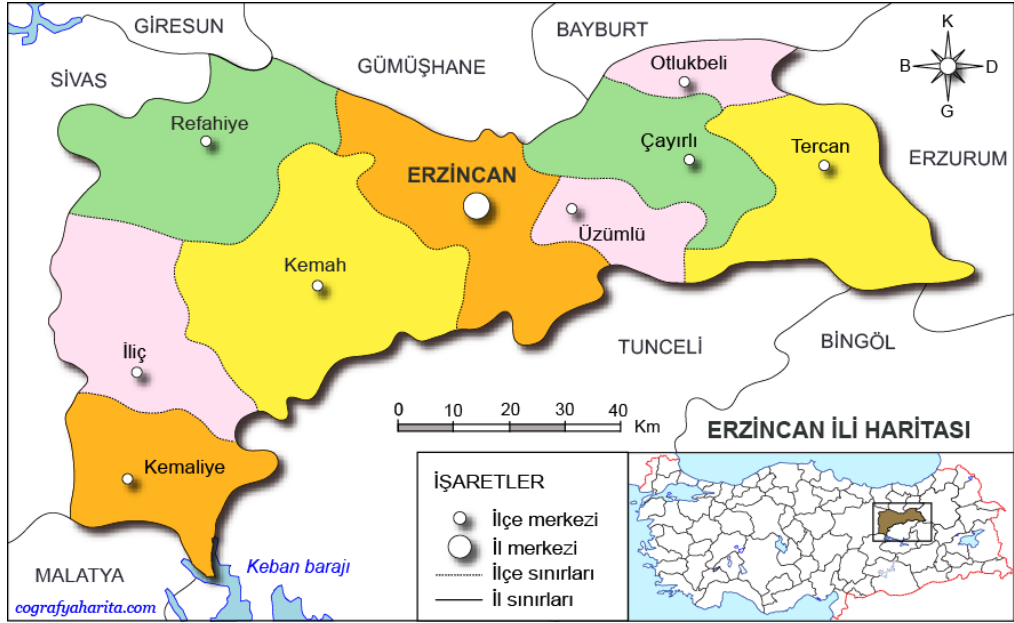 GİRESUN
BAYBURT
K
SİVAS
GÜMÜŞHANE
Otlukbeli
B
D
G
Refahiye
Çayırlı
Tercan
ERZURUM
ERZİNCAN
Üzümlü
Kemah
TUNCELİ
BİNGÖL
İliç
0 10 20 30 40
Km
ERZİNCAN İLİ HARİTASI
Kemaliye
İŞARETLER
İlçe merkezi
İl merkezi
İlçe sınırları
İl sınırları
Keban barajı
MALATYA
cografyaharita.com